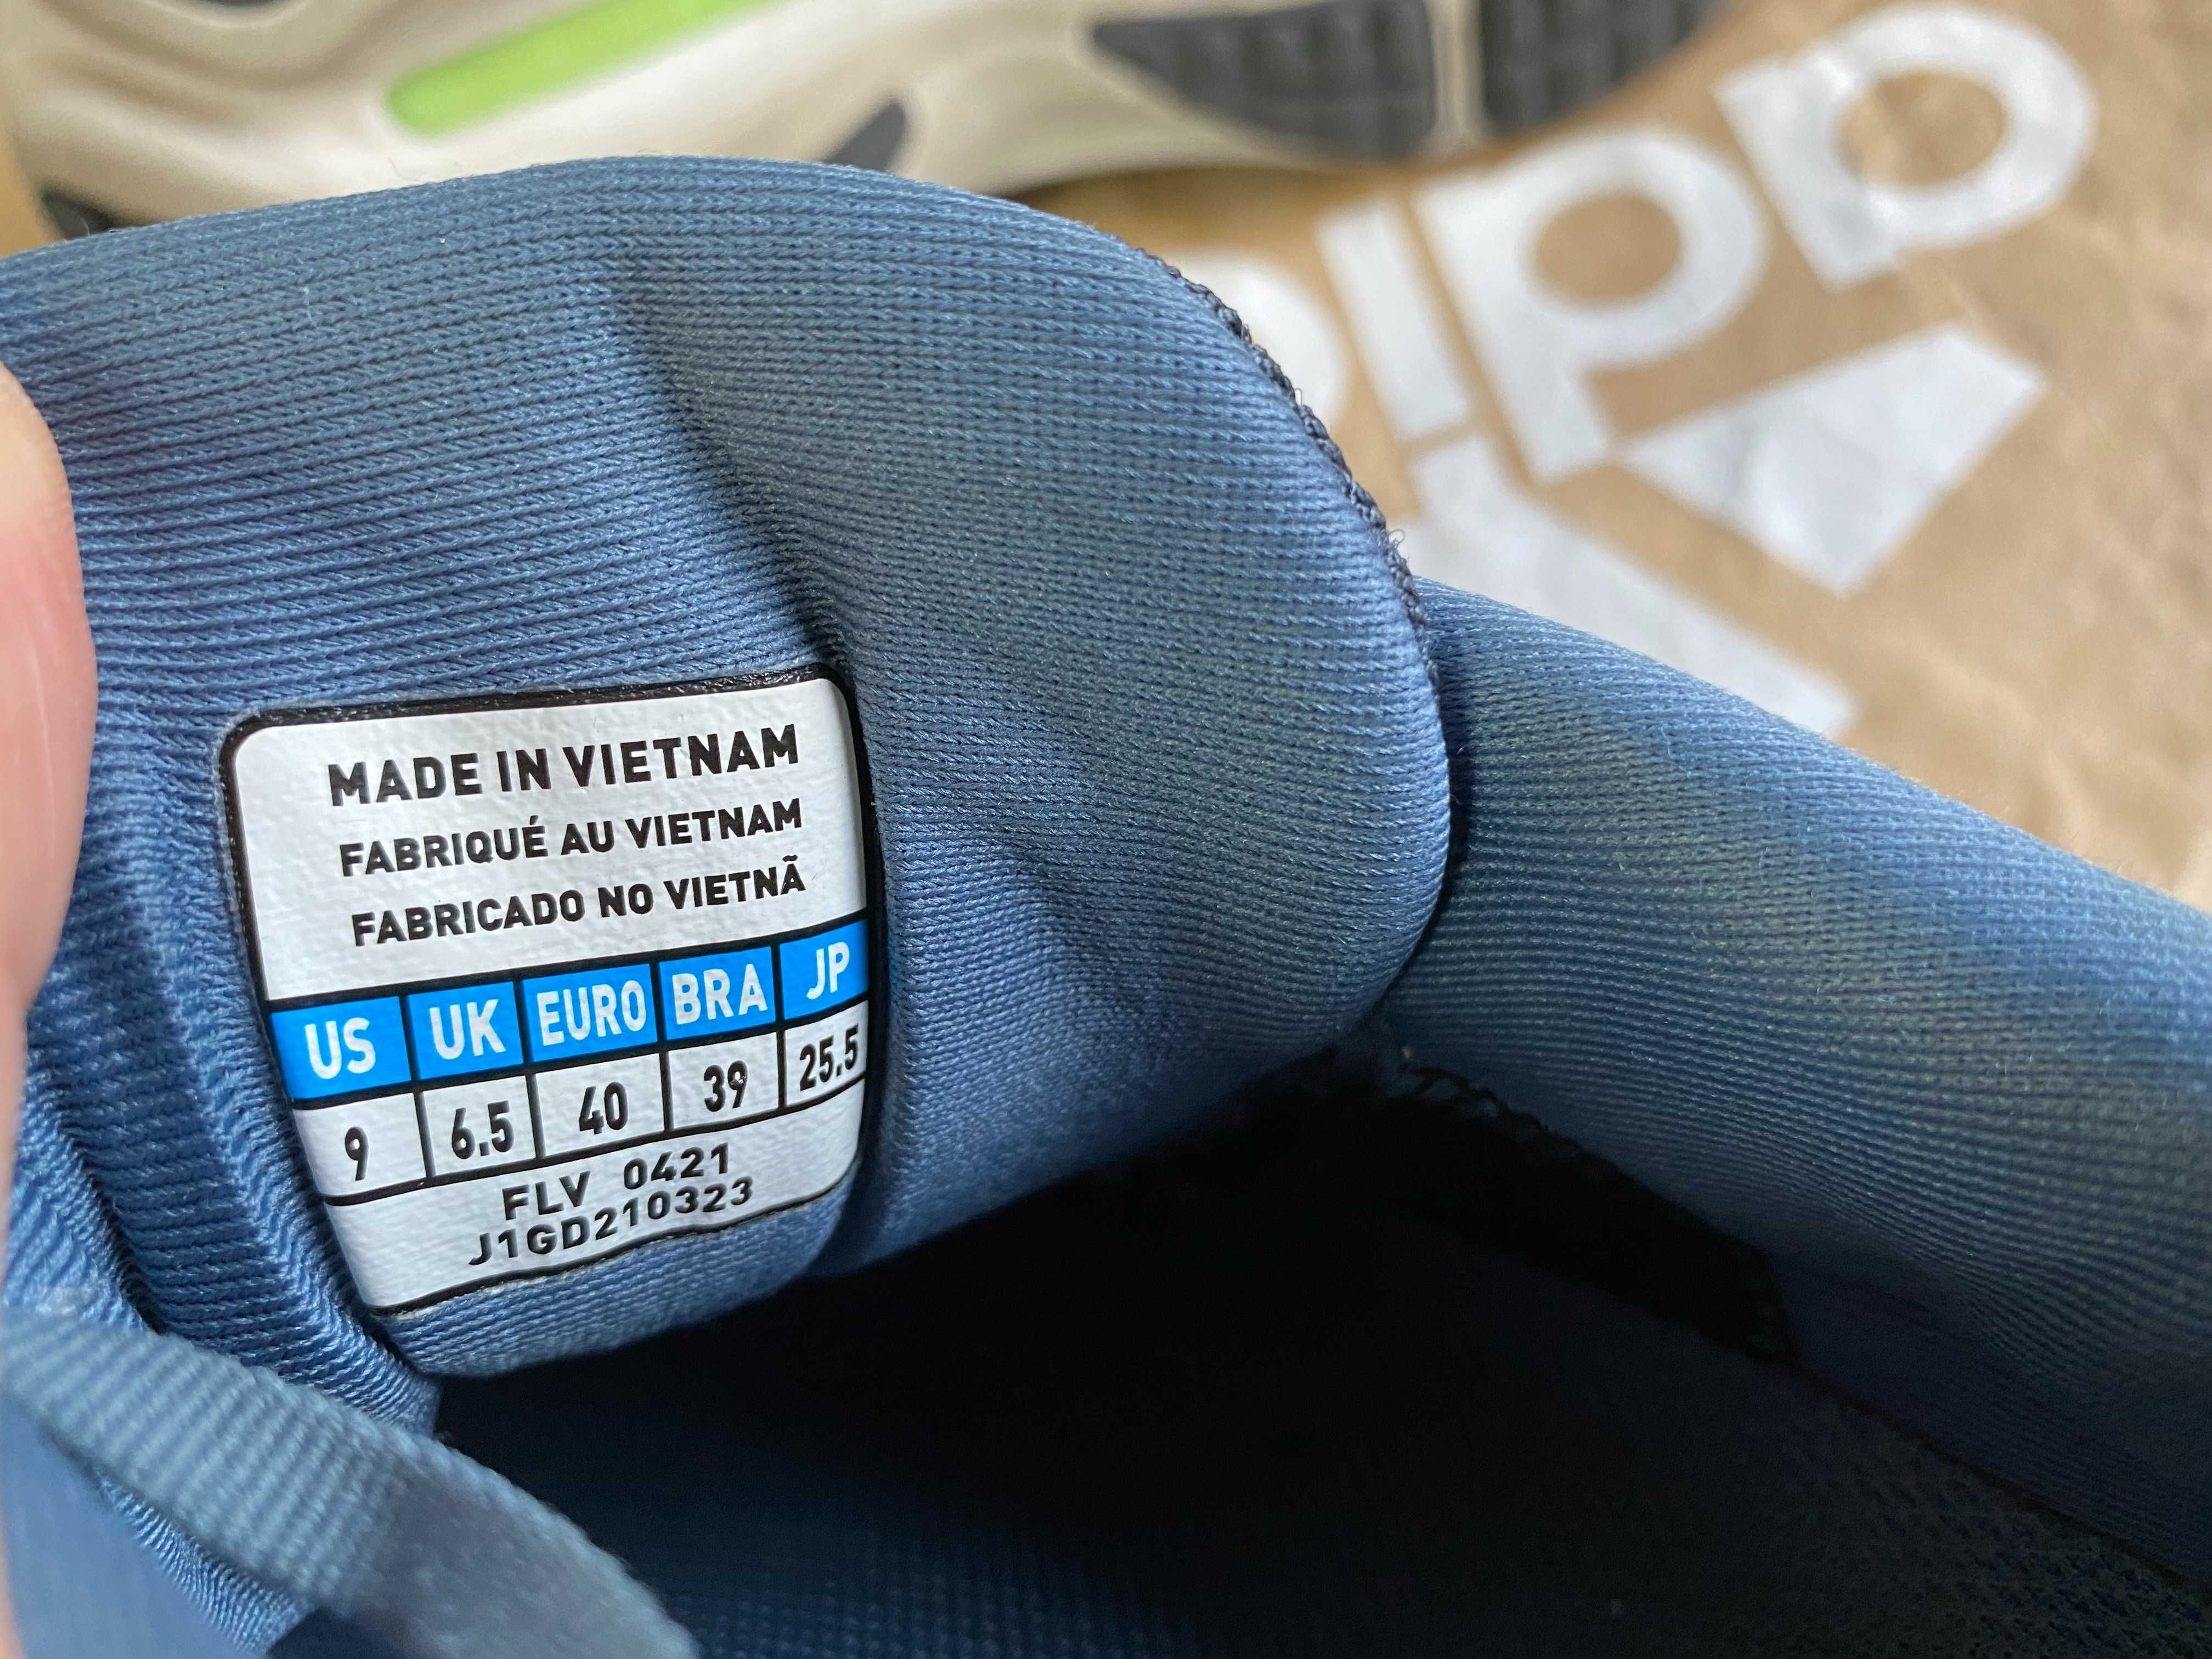 MADE IN VIETNAM
FABRIQUÉ AU VIETNAM
FABRICADO NO VIETNÃ
US UK EURO BRA JP
9 6.5 40 39 25.5
FLV 0421
J1GD210323